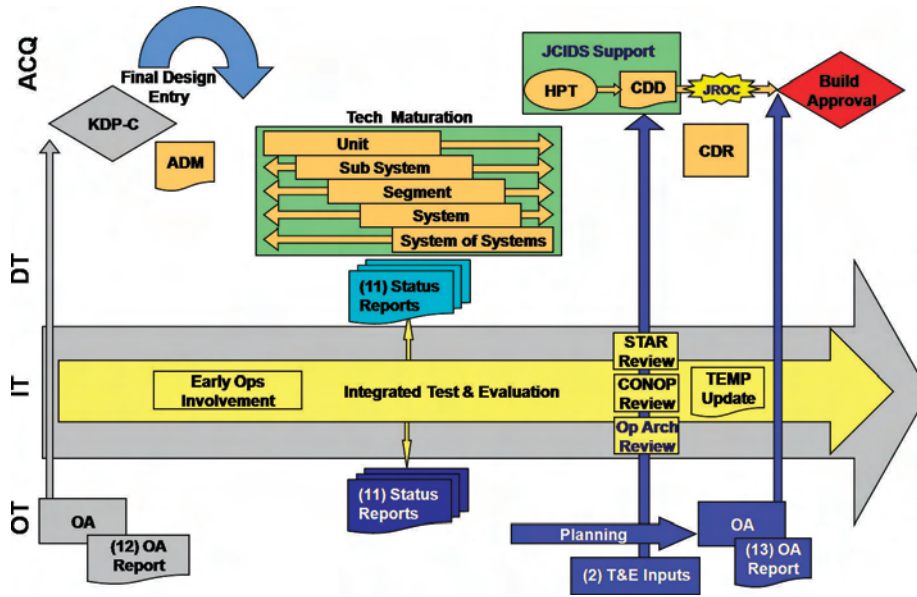 ACQ
DT
IT
OT
Final Design
Entry
KDP-C
ADM
Tech Maturation
Unit
Sub System
Segment
System
System of Systems
JCIDS Support
HPT
CDD
JROC
Build
Approval
CDR
(11) Status
Reports
STAR
Review
CONOP
Review
Op Arch
Review
TEMP
Update
Early Ops
Involvement
Integrated Test & Evaluation
(11) Status
Reports
OA
(12) OA
Report
Planning
OA
(13) OA
Report
(2) T&E Inputs